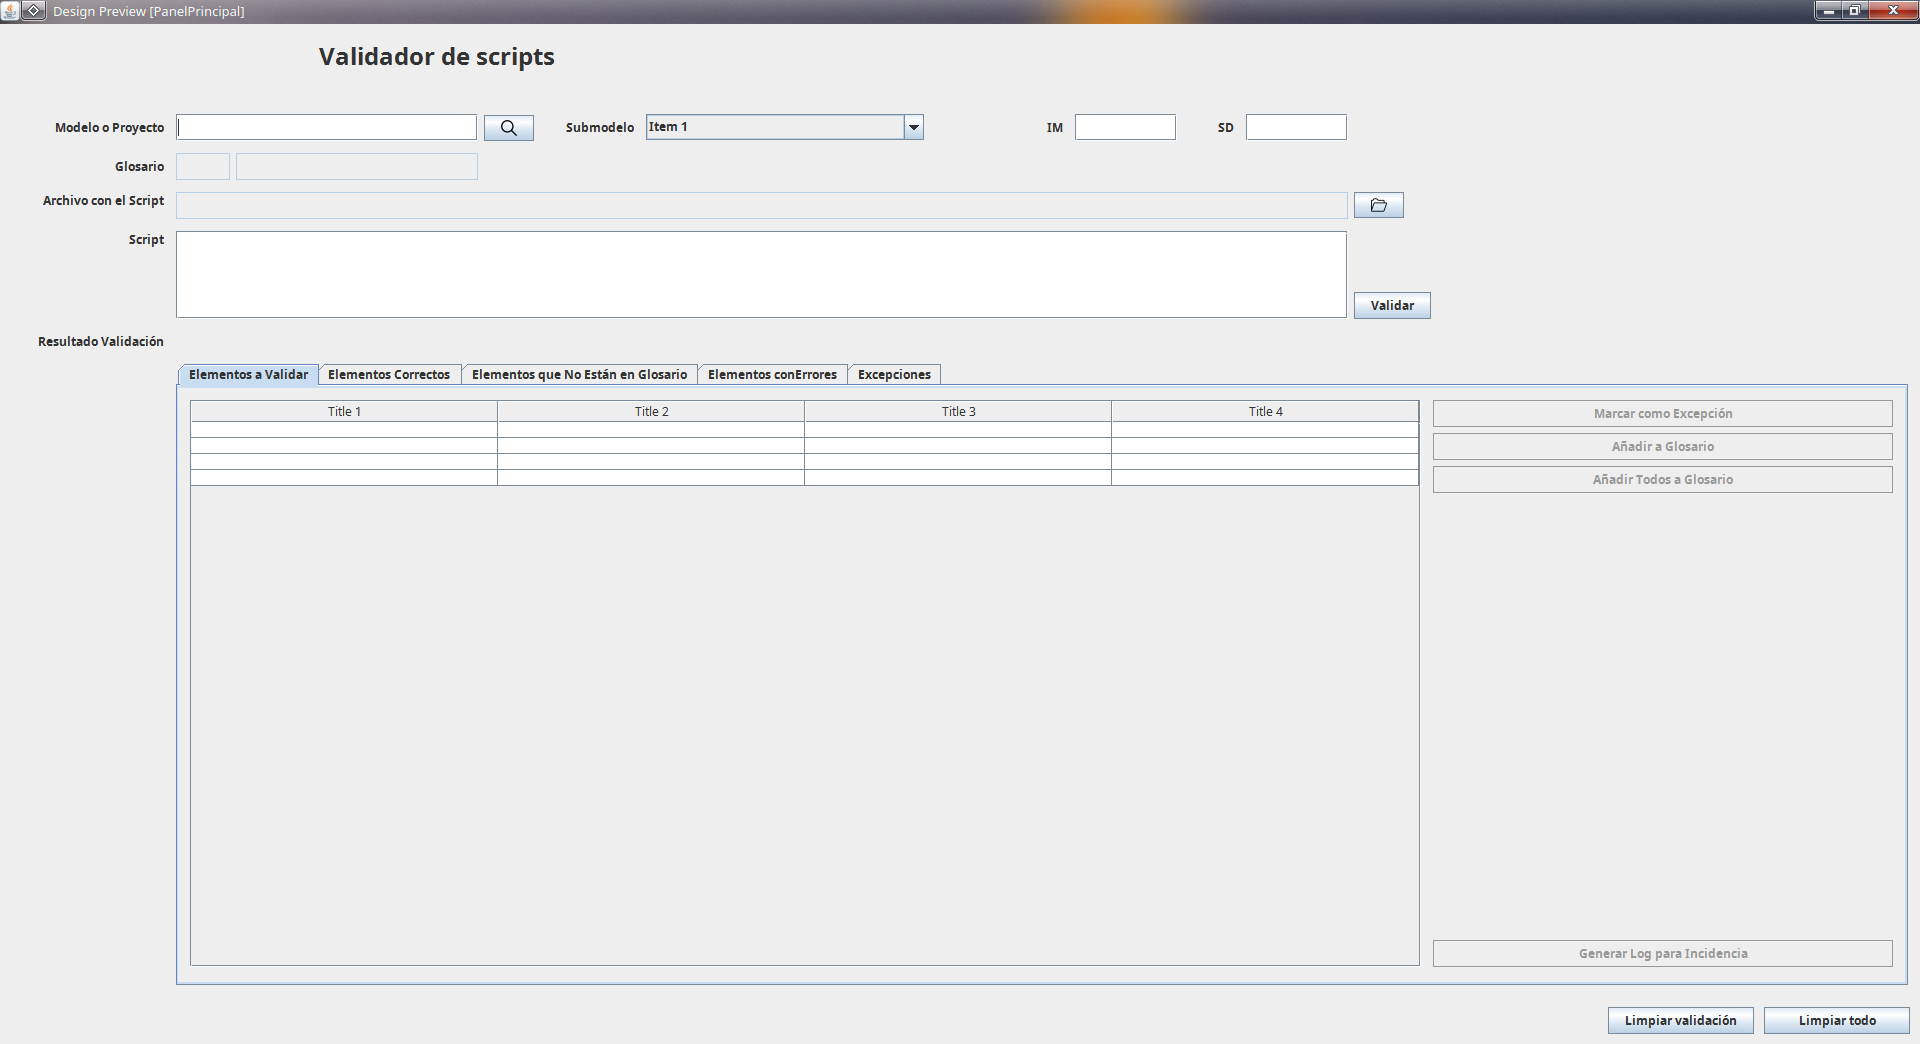 Design Preview [PanelPrincipal]
Validador de scripts
Modelo o Proyecto
Submodelo
Item 1
IM
SD
Glosario
Archivo con el Script
Script
Validar
Resultado Validación
Elementos a Validar
Elementos Correctos
Elementos que No Están en Glosario
Elementos conErrores
Excepciones
Title 1
Title 2
Title 3
Title 4
Marcar como Excepción
Añadir a Glosario
Añadir Todos a Glosario
Generar Log para Incidencia
Limpiar validación
Limpiar todo